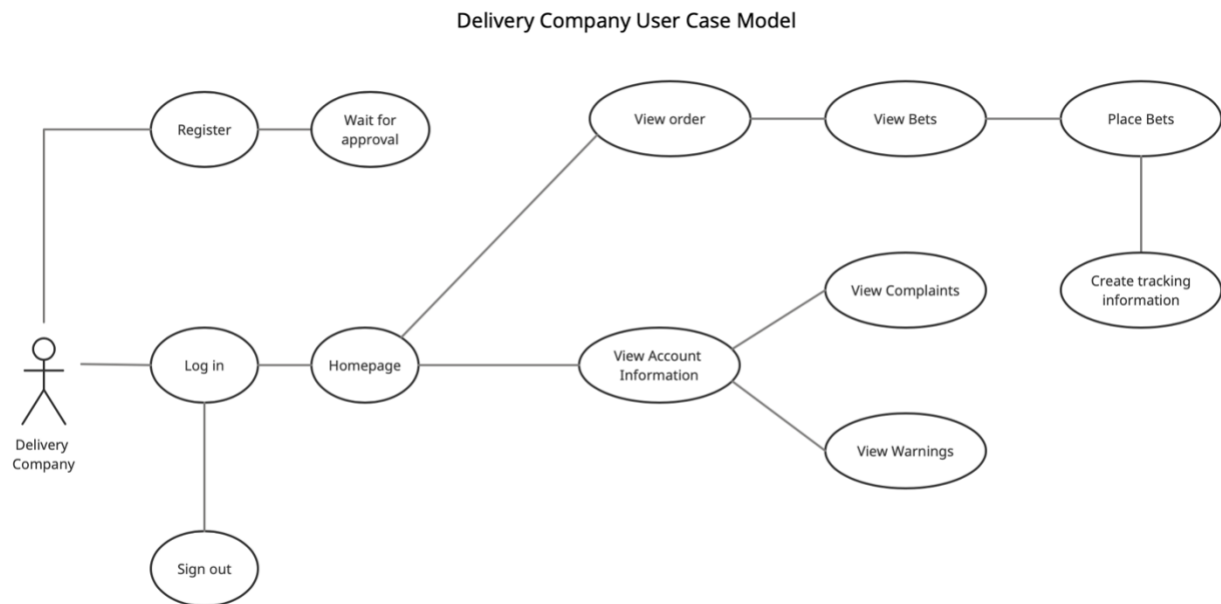 Delivery Company User Case Model
Register
Wait for
approval
View order
View Bets
Place Bets
View Complaints
Create tracking
information
Log in
Homepage
View Account
Information
View Warnings
Delivery
Company
Sign out